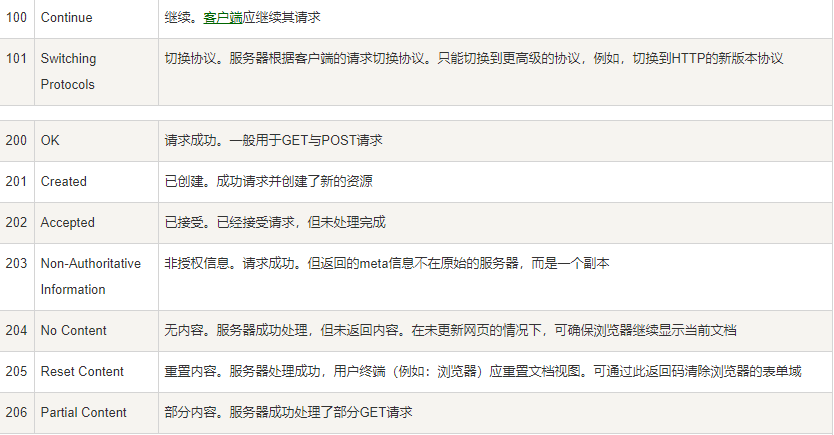 100 Continue 继续。客户端应继续其请求
101 Switching Protocols 切换协议。服务器根据客户端的请求切换协议。只能切换到更高级的协议，例如，切换到HTTP的新版本协议
200 OK 请求成功。一般用于GET与POST请求
201 Created 已创建。成功请求并创建了新的资源
202 Accepted 已接受。已经接受请求，但未处理完成
203 Non-Authoritative Information 非授权信息。请求成功。但返回的meta信息不在原始的服务器，而是一个副本
204 No Content 无内容。服务器成功处理，但未返回内容。在未更新网页的情况下，可确保浏览器继续显示当前文档
205 Reset Content 重置内容。服务器处理成功，用户终端（例如：浏览器）应重置文档视图。可通过此返回码清除浏览器的表单域
206 Partial Content 部分内容。服务器成功处理了部分GET请求